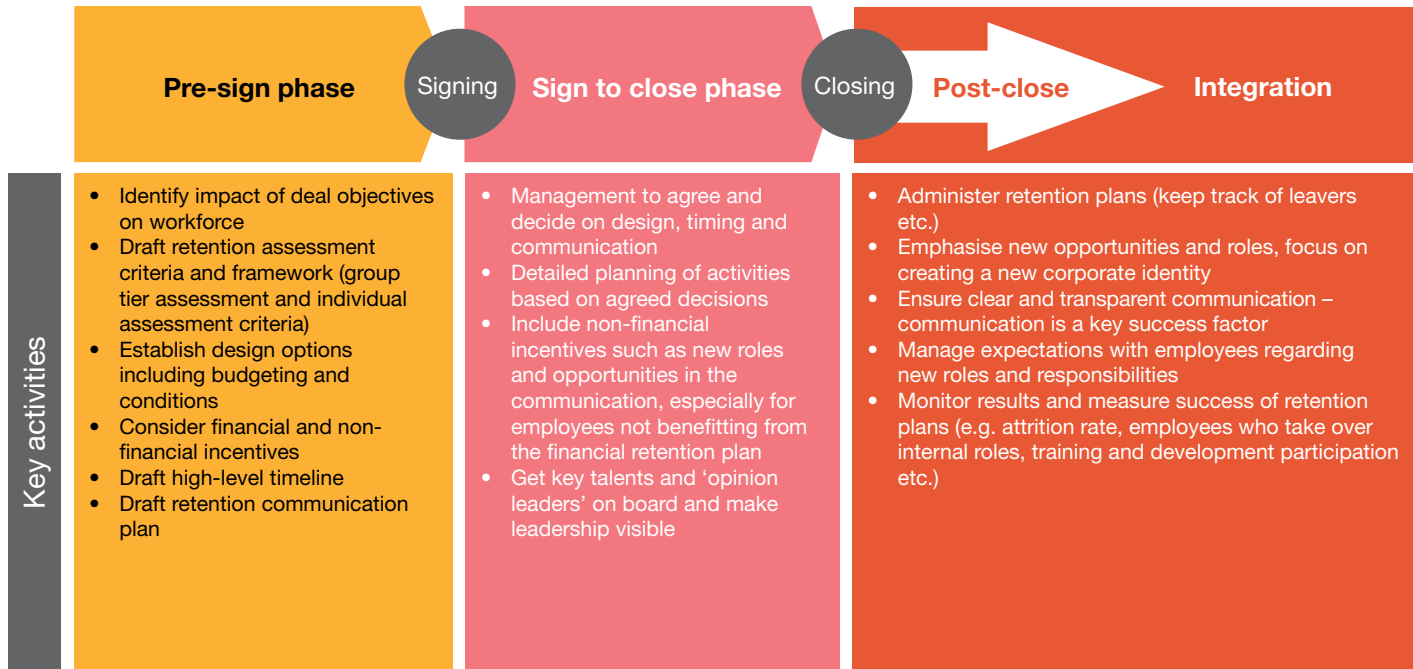 Pre-sign phase
Signing
Sign to close phase
Closing
Post-close
Integration
Key activities
• Identify impact of deal objectives
on workforce
• Draft retention assessment
criteria and framework (group
tier assessment and individual
assessment criteria)
• Establish design options
including budgeting and
conditions
• Consider financial and non-
financial incentives
• Draft high-level timeline
• Draft retention communication
plan
• Management to agree and
decide on design, timing and
communication
• Detailed planning of activities
based on agreed decisions
• Include non-financial
incentives such as new roles
and opportunities in the
communication, especially for
employees not benefitting from
the financial retention plan
• Get key talents and ‘opinion
leaders’ on board and make
leadership visible
• Administer retention plans (keep track of leavers
etc.)
• Emphasise new opportunities and roles, focus on
creating a new corporate identity
• Ensure clear and transparent communication –
communication is a key success factor
• Manage expectations with employees regarding
new roles and responsibilities
• Monitor results and measure success of retention
plans (e.g. attrition rate, employees who take over
internal roles, training and development participation
etc.)